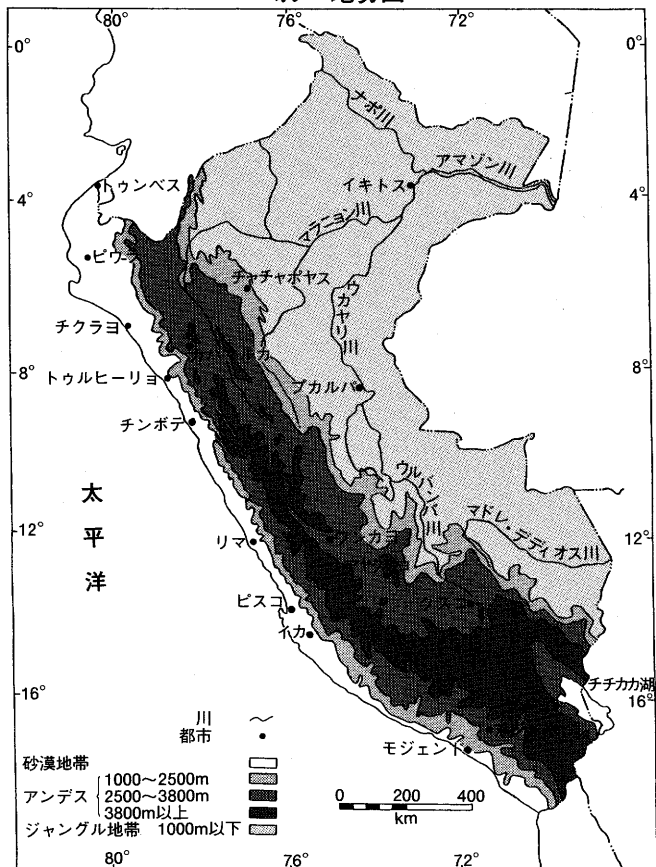 80°
76°
72°
0°
0°
ナポ川
アマゾン川
トゥンベス
イキトス
4°
4°
マラニョン川
ピウラ
チャチャポヤス
ウカヤリ川
チクラヨ
8°
8°
トゥルヒーリョ
プカルパ
チンボテ
太平洋
ウルバンバ川
マドレ・デディオス川
12°
12°
リマ
ピスコ
クスコ
イカ
チチカカ湖
16°
16°
川
都市
モジェンド
砂漠地帯
アンデス
1000～2500m
2500～3800m
3800m以上
ジャングル地帯 1000m以下
0 200 400
km
80°
76°
72°